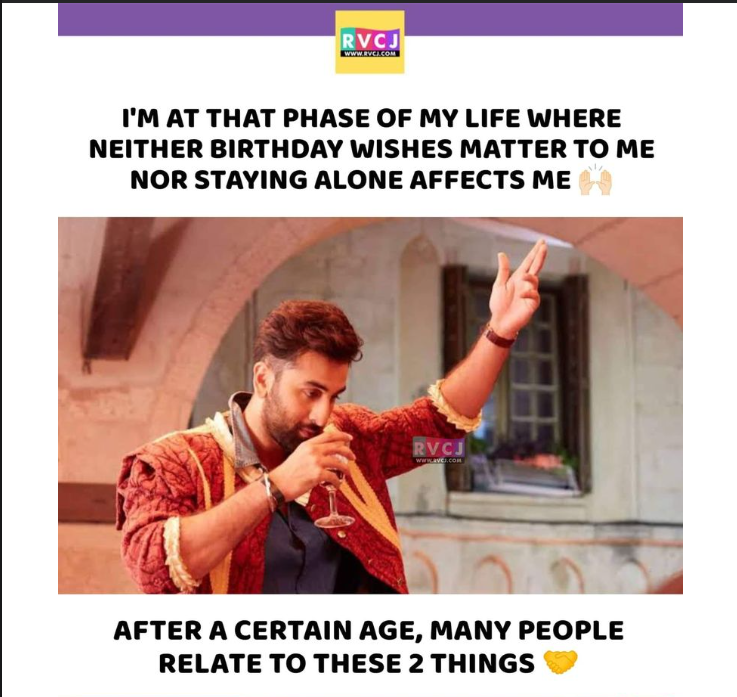 RVCJ
WWW.RVCJ.COM
I'M AT THAT PHASE OF MY LIFE WHERE
NEITHER BIRTHDAY WISHES MATTER TO ME
NOR STAYING ALONE AFFECTS ME 🙌🏻
RVCJ
WWW.RVCJ.COM
AFTER A CERTAIN AGE, MANY PEOPLE
RELATE TO THESE 2 THINGS 🤝